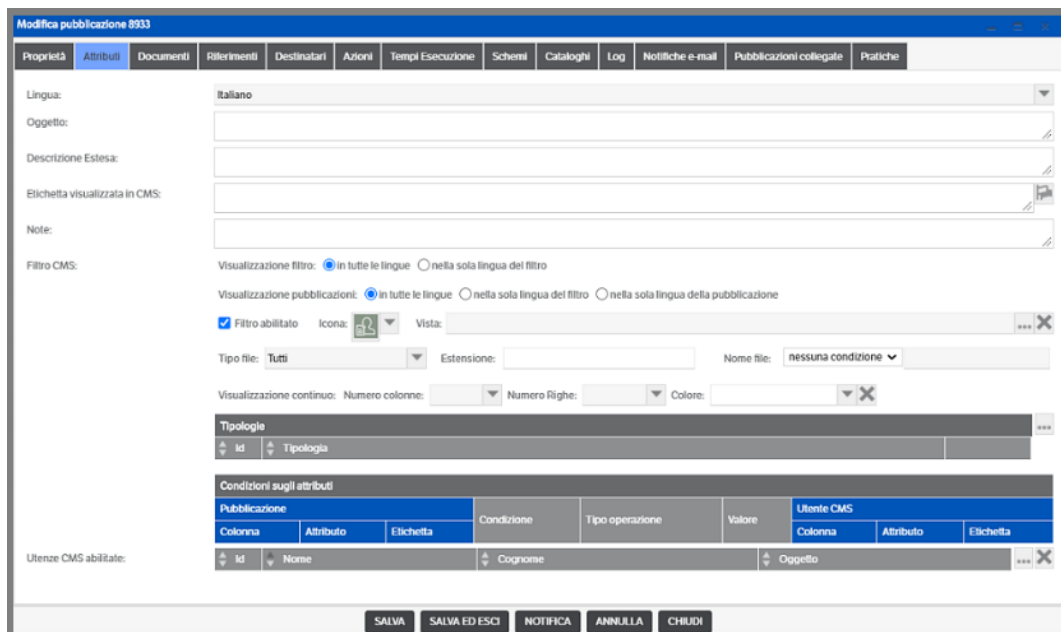 Modifica pubblicazione 8933
Proprietà Attributi Documenti Riferimenti Destinatari Azioni Tempi Esecuzione Schemi Cataloghi Log Notifiche e-mail Pubblicazioni collegate Pratiche
Lingua: Italiano
Oggetto:
Descrizione Estesa:
Etichetta visualizzata in CMS:
Note:
Filtro CMS: Visualizzazione filtro: in tutte le lingue nella sola lingua del filtro
Visualizzazione pubblicazioni: in tutte le lingue nella sola lingua del filtro nella sola lingua della pubblicazione
Filtro abilitato Icona: Vista: ...
Tipo file: Tutti Estensione: Nome file: nessuna condizione
Visualizzazione continuo: Numero colonne: Numero Righe: Colore:
Tipologie ...
Id Tipologia
Condizioni sugli attributi
Pubblicazione Condizione Tipo operazione Valore Utente CMS
Colonna Attributo Etichetta Colonna Attributo Etichetta
Utenze CMS abilitate: Id Nome Cognome Oggetto ...
SALVA SALVA ED ESCI NOTIFICA ANNULLA CHIUDI